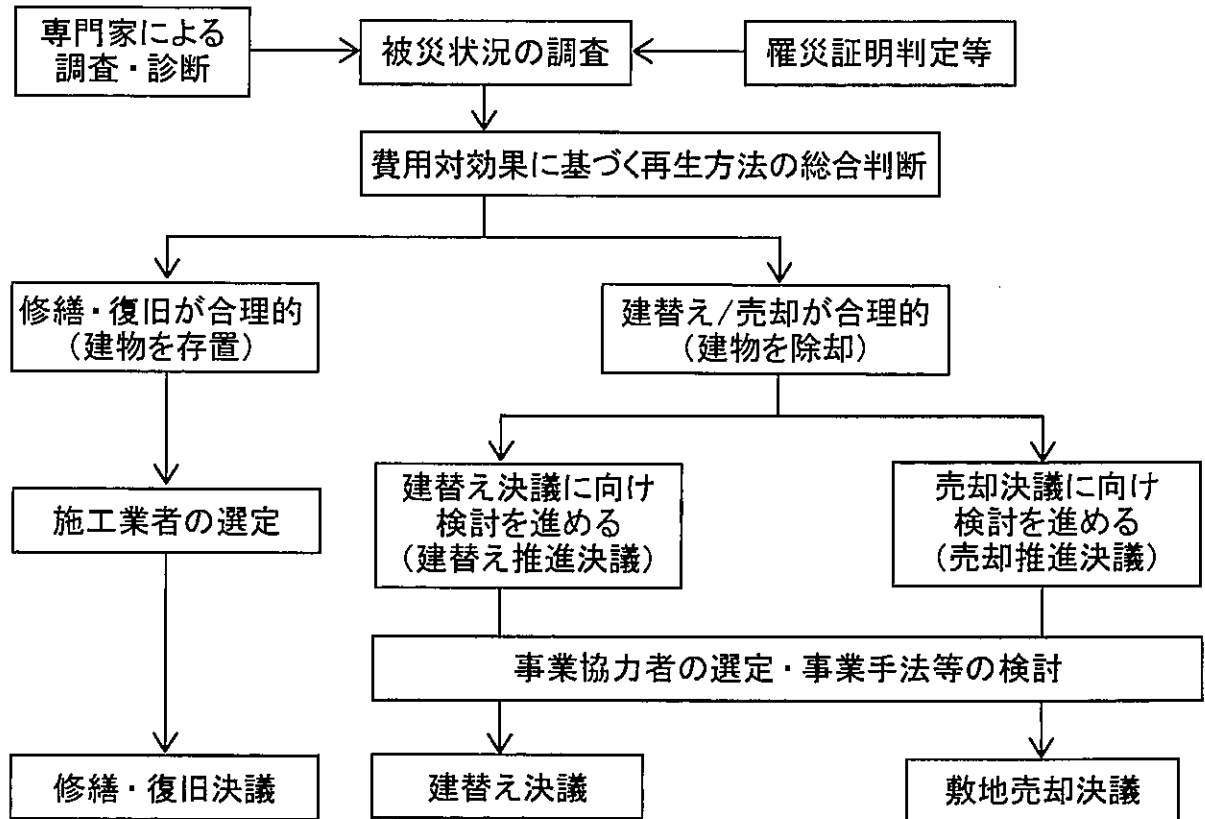 専門家による
調査・診断
被災状況の調査
罹災証明判定等
費用対効果に基づく再生方法の総合判断
修繕・復旧が合理的
(建物を存置)
建替え/売却が合理的
(建物を除却)
施工業者の選定
建替え決議に向け
検討を進める
(建替え推進決議)
売却決議に向け
検討を進める
(売却推進決議)
事業協力者の選定・事業手法等の検討
修繕・復旧決議
建替え決議
敷地売却決議